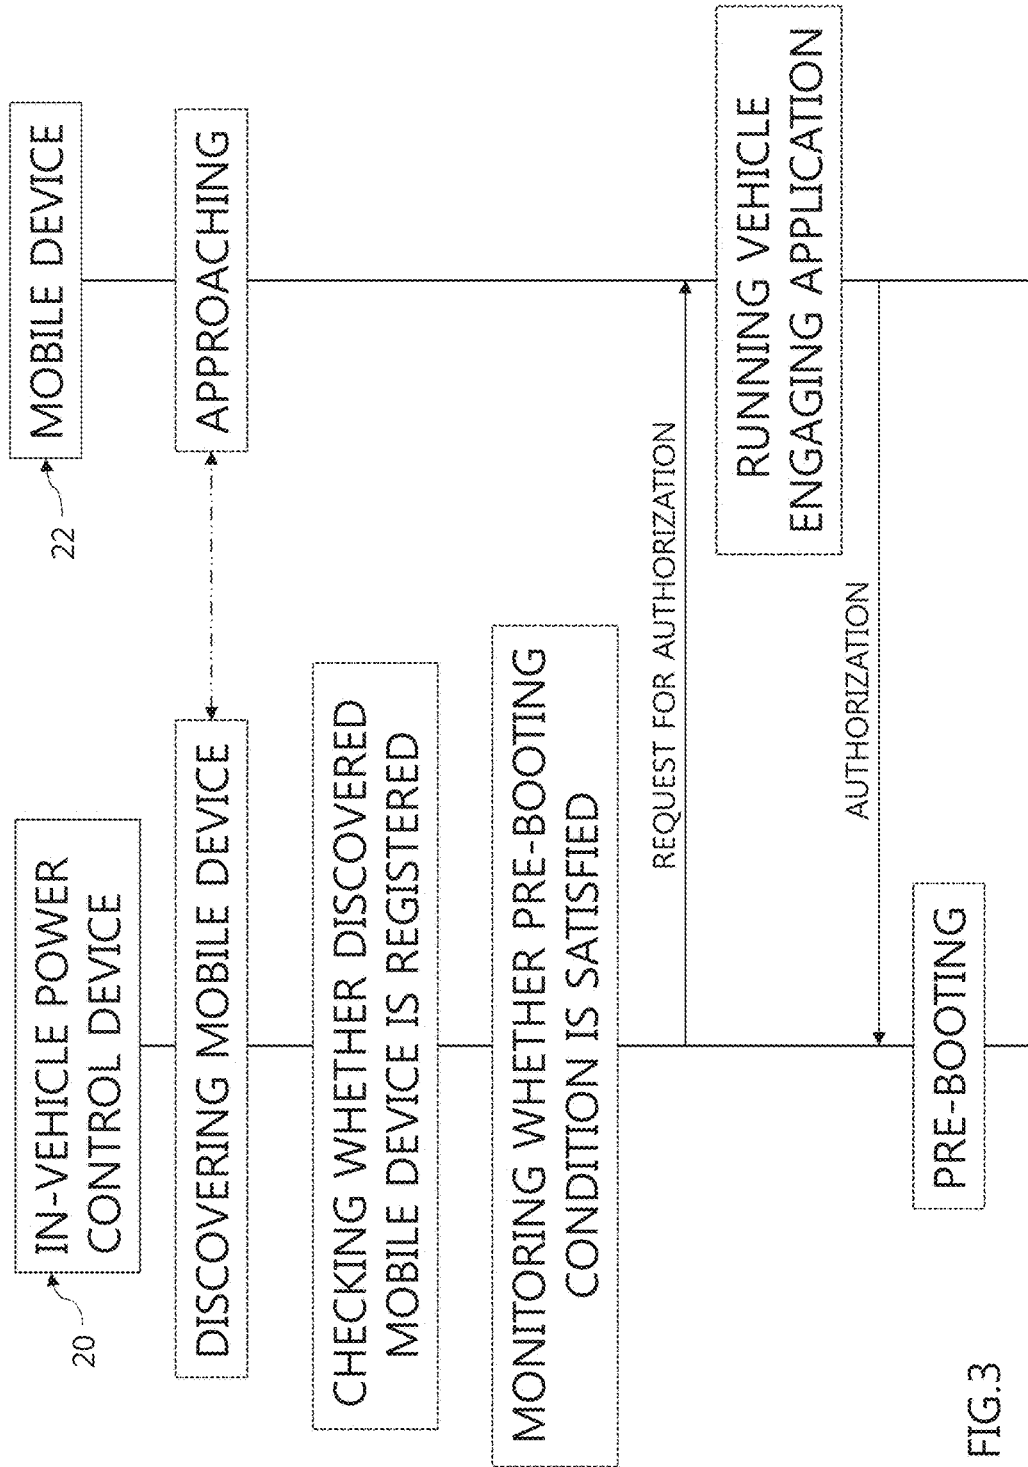 20
IN-VEHICLE POWER
CONTROL DEVICE
22
MOBILE DEVICE
DISCOVERING MOBILE DEVICE
APPROACHING
CHECKING WHETHER DISCOVERED
MOBILE DEVICE IS REGISTERED
MONITORING WHETHER PRE-BOOTING
CONDITION IS SATISFIED
REQUEST FOR AUTHORIZATION
RUNNING VEHICLE
ENGAGING APPLICATION
AUTHORIZATION
PRE-BOOTING
FIG.3